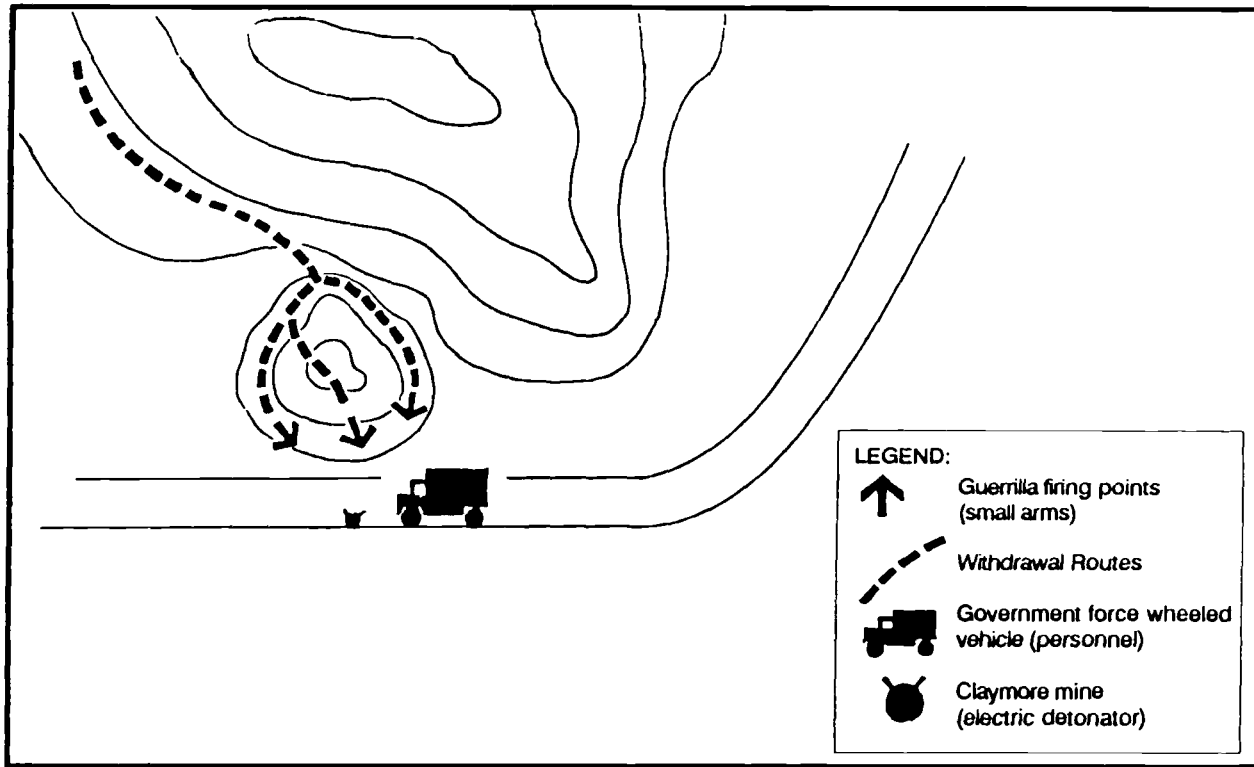 LEGEND:
Guerrilla firing points
(small arms)
Withdrawal Routes
Government force wheeled
vehicle (personnel)
Claymore mine
(electric detonator)